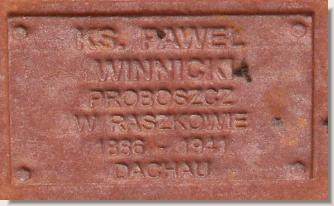 KS. PAWEŁ
WINNICKI
PROBOSZCZ
W RASZKOWIE
1886 - 1941
DACHAU